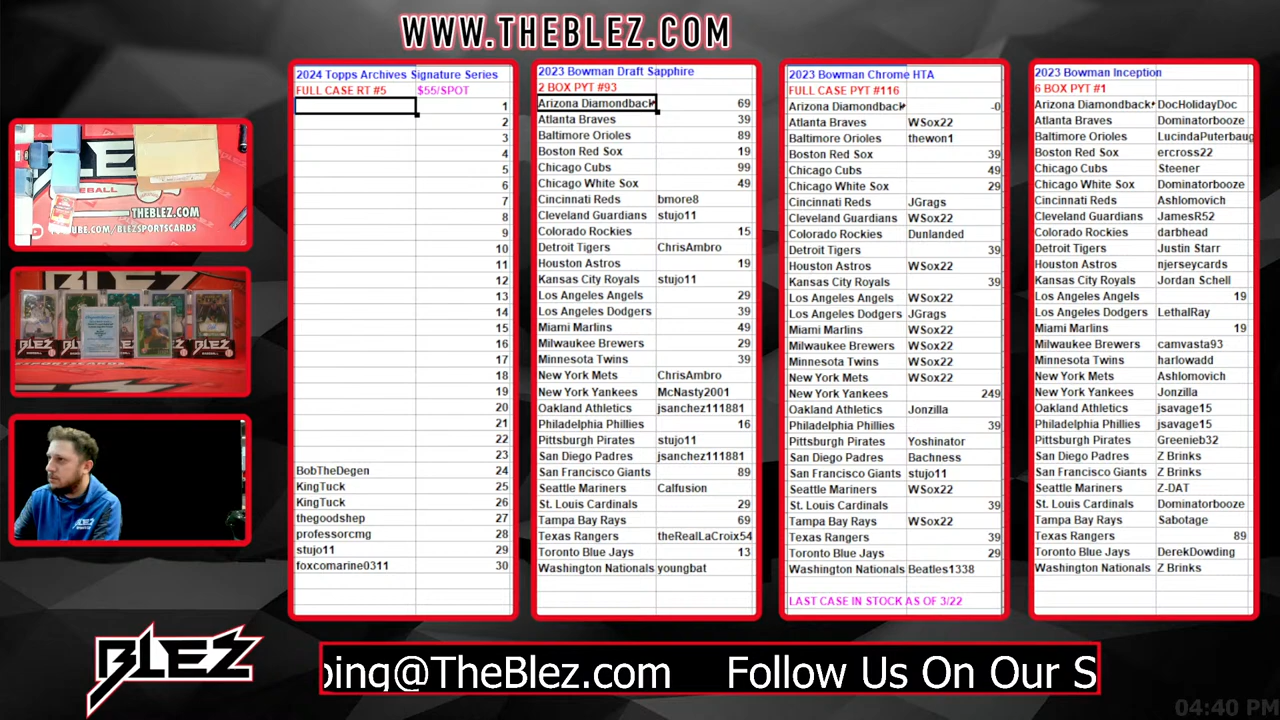 WWW.THEBLEZ.COM
2024 Topps Archives Signature Series
FULL CASE RT #5 $55/SPOT
1
2
3
4
5
6
7
8
9
10
11
12
13
14
15
16
17
18
19
20
21
22
23
BobTheDegen 24
KingTuck 25
KingTuck 26
thegoodshep 27
professorcmg 28
stujo11 29
foxcomarine0311 30
2023 Bowman Draft Sapphire
2 BOX PYT #93
Arizona Diamondback 69
Atlanta Braves 39
Baltimore Orioles 89
Boston Red Sox 19
Chicago Cubs 99
Chicago White Sox 49
Cincinnati Reds bmore8
Cleveland Guardians stujo11
Colorado Rockies 15
Detroit Tigers ChrisAmbro
Houston Astros 19
Kansas City Royals stujo11
Los Angeles Angels 29
Los Angeles Dodgers 39
Miami Marlins 49
Milwaukee Brewers 29
Minnesota Twins 39
New York Mets ChrisAmbro
New York Yankees McNasty2001
Oakland Athletics jsanchez111881
Philadelphia Phillies 16
Pittsburgh Pirates stujo11
San Diego Padres jsanchez111881
San Francisco Giants 89
Seattle Mariners Calfusion
St. Louis Cardinals 29
Tampa Bay Rays 69
Texas Rangers theRealLaCroix54
Toronto Blue Jays 13
Washington Nationals youngbat
2023 Bowman Chrome HTA
FULL CASE PYT #116
Arizona Diamondback -0
Atlanta Braves WSox22
Baltimore Orioles thewon1
Boston Red Sox 39
Chicago Cubs 49
Chicago White Sox 29
Cincinnati Reds JGrags
Cleveland Guardians WSox22
Colorado Rockies Dunlanded
Detroit Tigers 39
Houston Astros WSox22
Kansas City Royals 39
Los Angeles Angels WSox22
Los Angeles Dodgers JGrags
Miami Marlins WSox22
Milwaukee Brewers WSox22
Minnesota Twins WSox22
New York Mets WSox22
New York Yankees 249
Oakland Athletics Jonzilla
Philadelphia Phillies 39
Pittsburgh Pirates Yoshinator
San Diego Padres Bachness
San Francisco Giants stujo11
Seattle Mariners WSox22
St. Louis Cardinals 39
Tampa Bay Rays WSox22
Texas Rangers 39
Toronto Blue Jays 29
Washington Nationals Beatles1338
LAST CASE IN STOCK AS OF 3/22
2023 Bowman Inception
6 BOX PYT #1
Arizona Diamondback DocHolidayDoc
Atlanta Braves Dominatorbooze
Baltimore Orioles LucindaPuterbaug
Boston Red Sox ercross22
Chicago Cubs Steener
Chicago White Sox Dominatorbooze
Cincinnati Reds Ashlomovich
Cleveland Guardians JamesR52
Colorado Rockies darbhead
Detroit Tigers Justin Starr
Houston Astros njerseycards
Kansas City Royals Jordan Schell
Los Angeles Angels 19
Los Angeles Dodgers LethalRay
Miami Marlins 19
Milwaukee Brewers camvasta93
Minnesota Twins harlowadd
New York Mets Ashlomovich
New York Yankees Jonzilla
Oakland Athletics jsavage15
Philadelphia Phillies jsavage15
Pittsburgh Pirates Greenieb32
San Diego Padres Z Brinks
San Francisco Giants Z Brinks
Seattle Mariners Z-DAT
St. Louis Cardinals Dominatorbooze
Tampa Bay Rays Sabotage
Texas Rangers 89
Toronto Blue Jays DerekDowding
Washington Nationals Z Brinks
THEBLEZ.COM
YOUTUBE.COM/BLEZSPORTSCARDS
BLEZ
BLEZ
ping@TheBlez.com Follow Us On Our S
04:40 PM